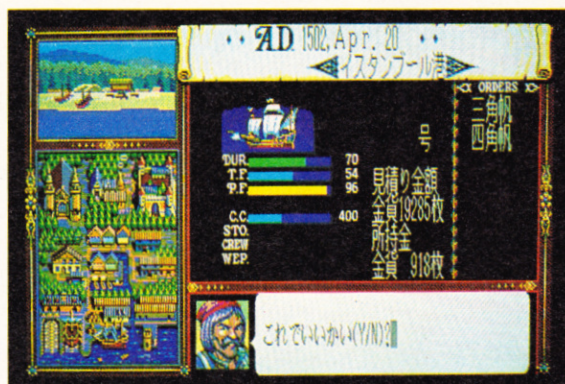 A.D. 1502, Apr. 20
イスタンブール港
ORDERS
三角帆
四角帆
号
DUR. 70
T.F. 54
P.F. 96
C.C. 400
STO.
CREW
WEP.
見積り金額
金貨19285枚
所持金
金貨 918枚
これでいいかい(Y/N)?